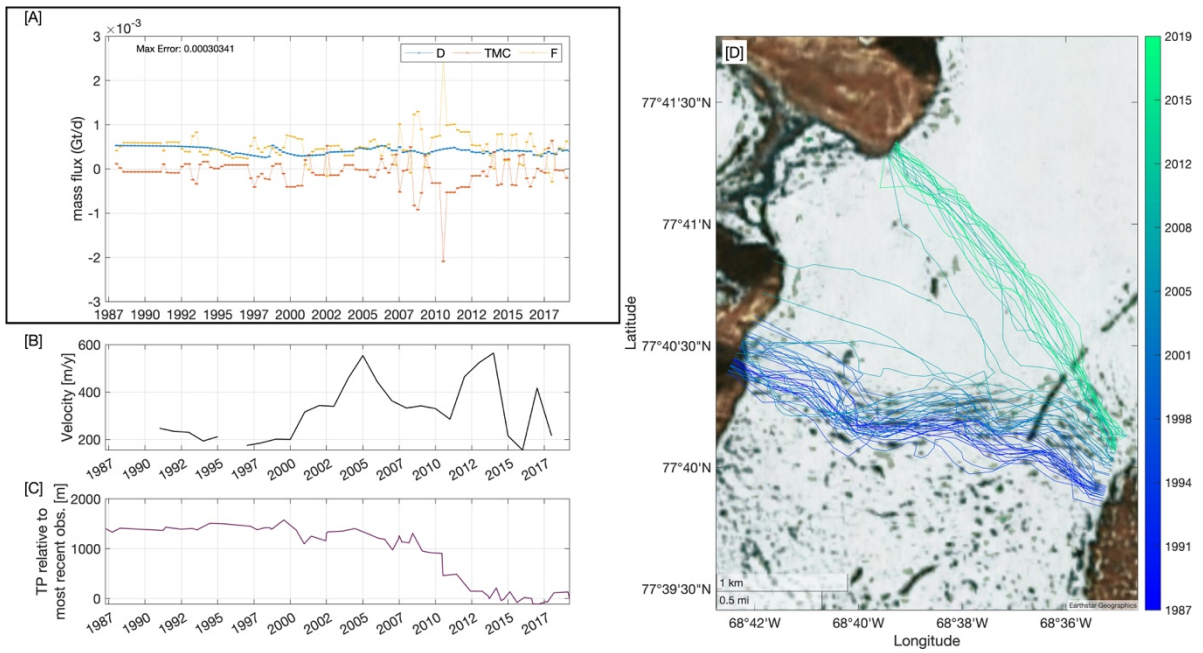 [A]
×10⁻³
Max Error: 0.00030341
D TMC F
3
2
1
0
-1
-2
-3
mass flux (Gt/d)
1987 1990 1992 1995 1997 2000 2002 2005 2007 2010 2012 2015 2017
[B]
600
400
200
Velocity [m/y]
1987 1990 1992 1995 1997 2000 2002 2005 2007 2010 2012 2015 2017
[C]
2000
1000
0
TP relative to
most recent obs. [m]
1987 1990 1992 1995 1997 2000 2002 2005 2007 2010 2012 2015 2017
[D]
77°41'30"N
77°41'N
77°40'30"N
77°40'N
77°39'30"N
Latitude
1 km
0.5 mi
Earthstar Geographics
68°42'W 68°40'W 68°38'W 68°36'W
Longitude
2019
2015
2012
2008
2005
2001
1998
1994
1991
1987